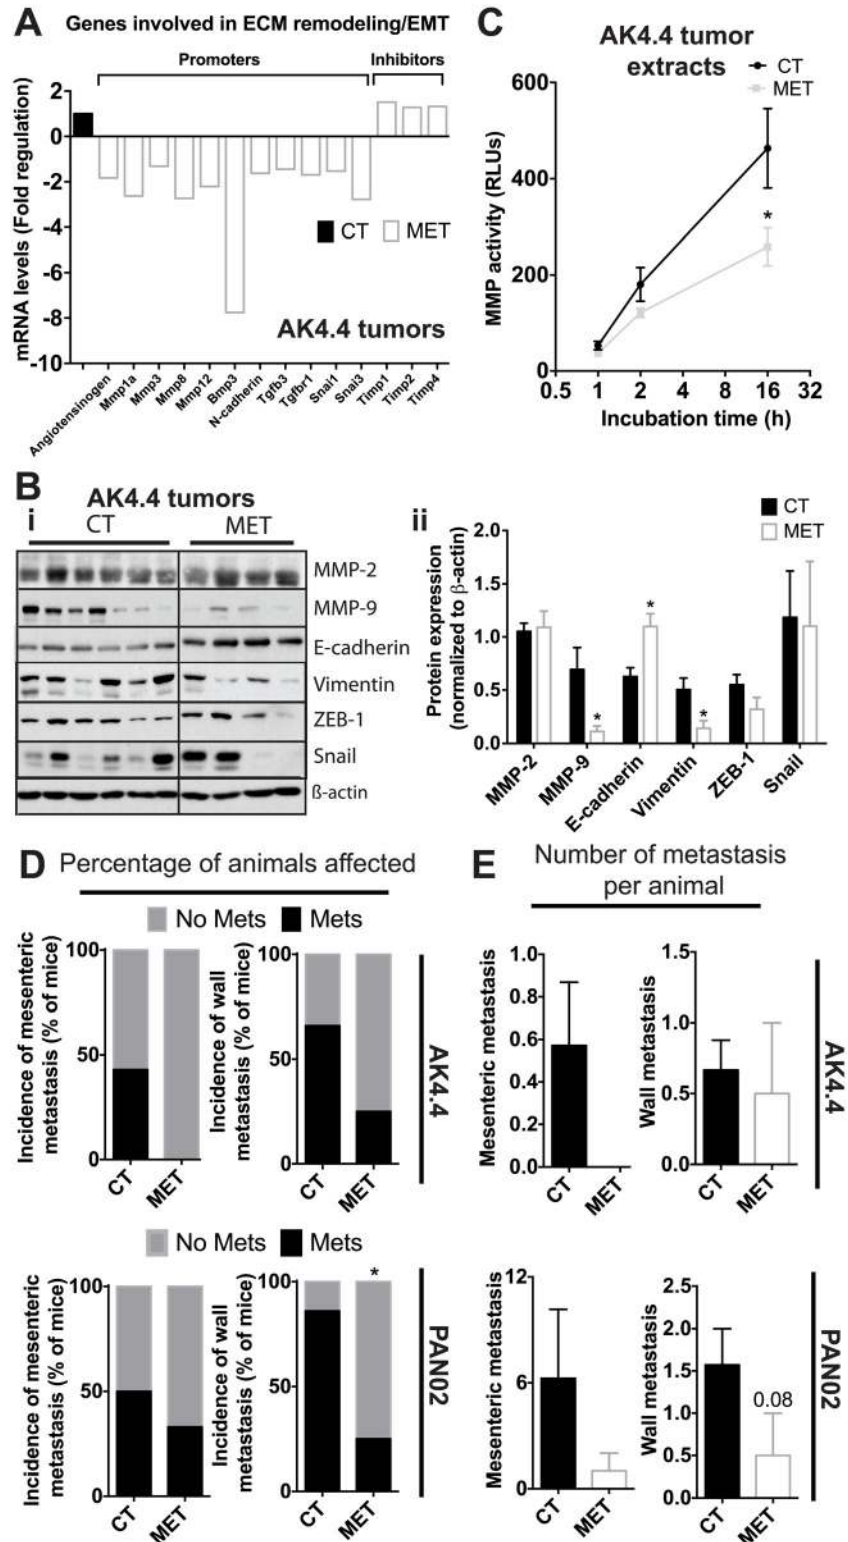 A
Genes involved in ECM remodeling/EMT
Promoters
Inhibitors
mRNA levels (Fold regulation)
2
0
-2
-4
-6
-8
-10
CT
MET
AK4.4 tumors
Angiotensinogen
Mmp1a
Mmp3
Mmp8
Mmp12
Bmp3
N-cadherin
Tgfb3
Tgfbr1
Snai1
Snai3
Timp1
Timp2
Timp4
C
AK4.4 tumor
extracts
CT
MET
MMP activity (RLUs)
600
400
200
0
*
0.5 1 2 4 8 16 32
Incubation time (h)
B
AK4.4 tumors
i
CT
MET
MMP-2
MMP-9
E-cadherin
Vimentin
ZEB-1
Snail
ß-actin
ii
CT
MET
Protein expression
(normalized to β-actin)
2.0
1.5
1.0
0.5
0.0
*
*
*
MMP-2
MMP-9
E-cadherin
Vimentin
ZEB-1
Snail
D
Percentage of animals affected
No Mets
Mets
Incidence of mesenteric
metastasis (% of mice)
100
50
0
CT
MET
Incidence of wall
metastasis (% of mice)
100
50
0
CT
MET
AK4.4
No Mets
Mets
Incidence of mesenteric
metastasis (% of mice)
100
50
0
CT
MET
Incidence of wall
metastasis (% of mice)
100
50
0
*
CT
MET
PAN02
E
Number of metastasis
per animal
Mesenteric metastasis
1.0
0.8
0.6
0.4
0.2
0.0
CT
MET
Wall metastasis
1.5
1.0
0.5
0.0
CT
MET
AK4.4
Mesenteric metastasis
12
6
0
CT
MET
Wall metastasis
2.5
2.0
1.5
1.0
0.5
0.0
0.08
CT
MET
PAN02